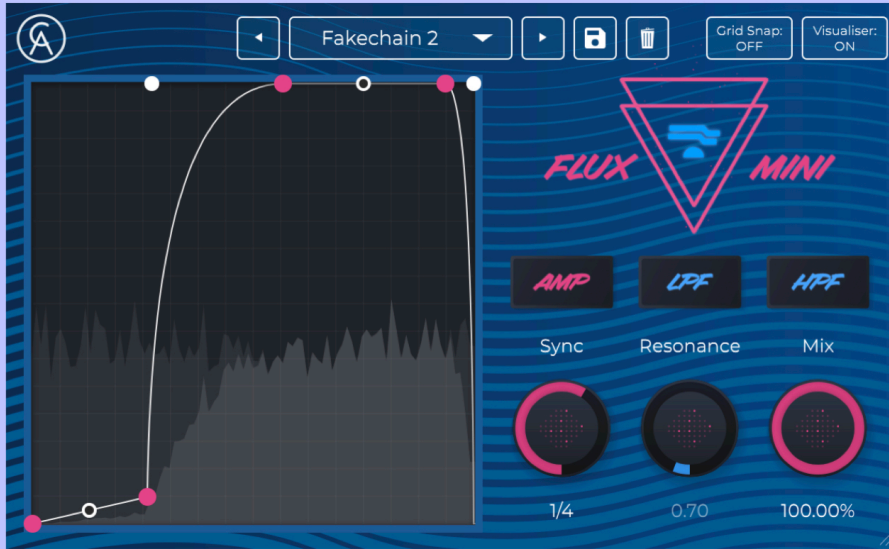 CA
Fakechain 2
Grid Snap:
OFF
Visualiser:
ON
FLUX MINI
AMP LPF HPF
Sync Resonance Mix
1/4 0.70 100.00%